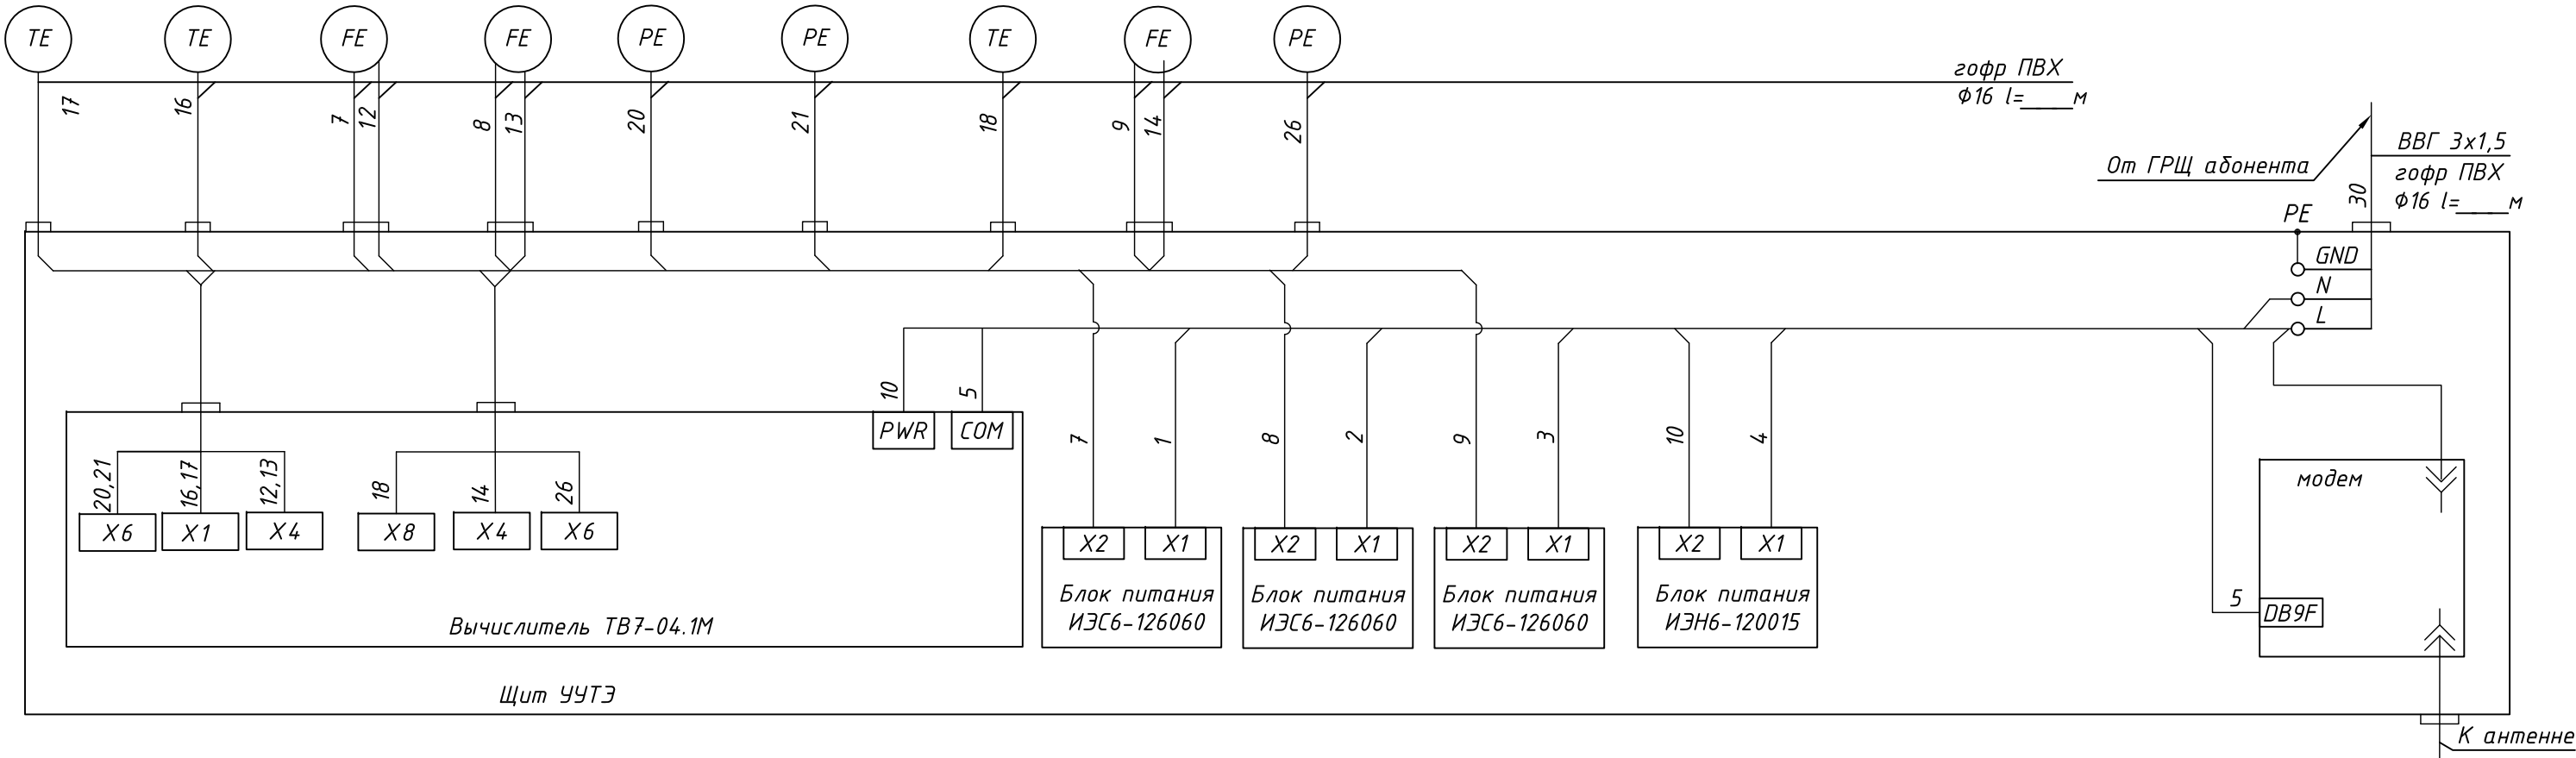 TE TE FE FE PE PE TE FE PE
гофр ПВХ
Ф16 l=____м
17 16 7 12 8 13 20 21 18 9 14 26
От ГРЩ абонента
30
ВВГ 3х1,5
гофр ПВХ
Ф16 l=____м
PE
GND
N
L
10 5
PWR COM
7 1 8 2 9 3 10 4
20,21 16,17 12,13 18 14 26
X6 X1 X4 X8 X4 X6
Вычислитель ТВ7-04.1М
X2 X1
Блок питания
ИЭС6-126060
X2 X1
Блок питания
ИЭС6-126060
X2 X1
Блок питания
ИЭС6-126060
X2 X1
Блок питания
ИЭН6-120015
модем
5
DB9F
Щит УУТЭ
К антенне